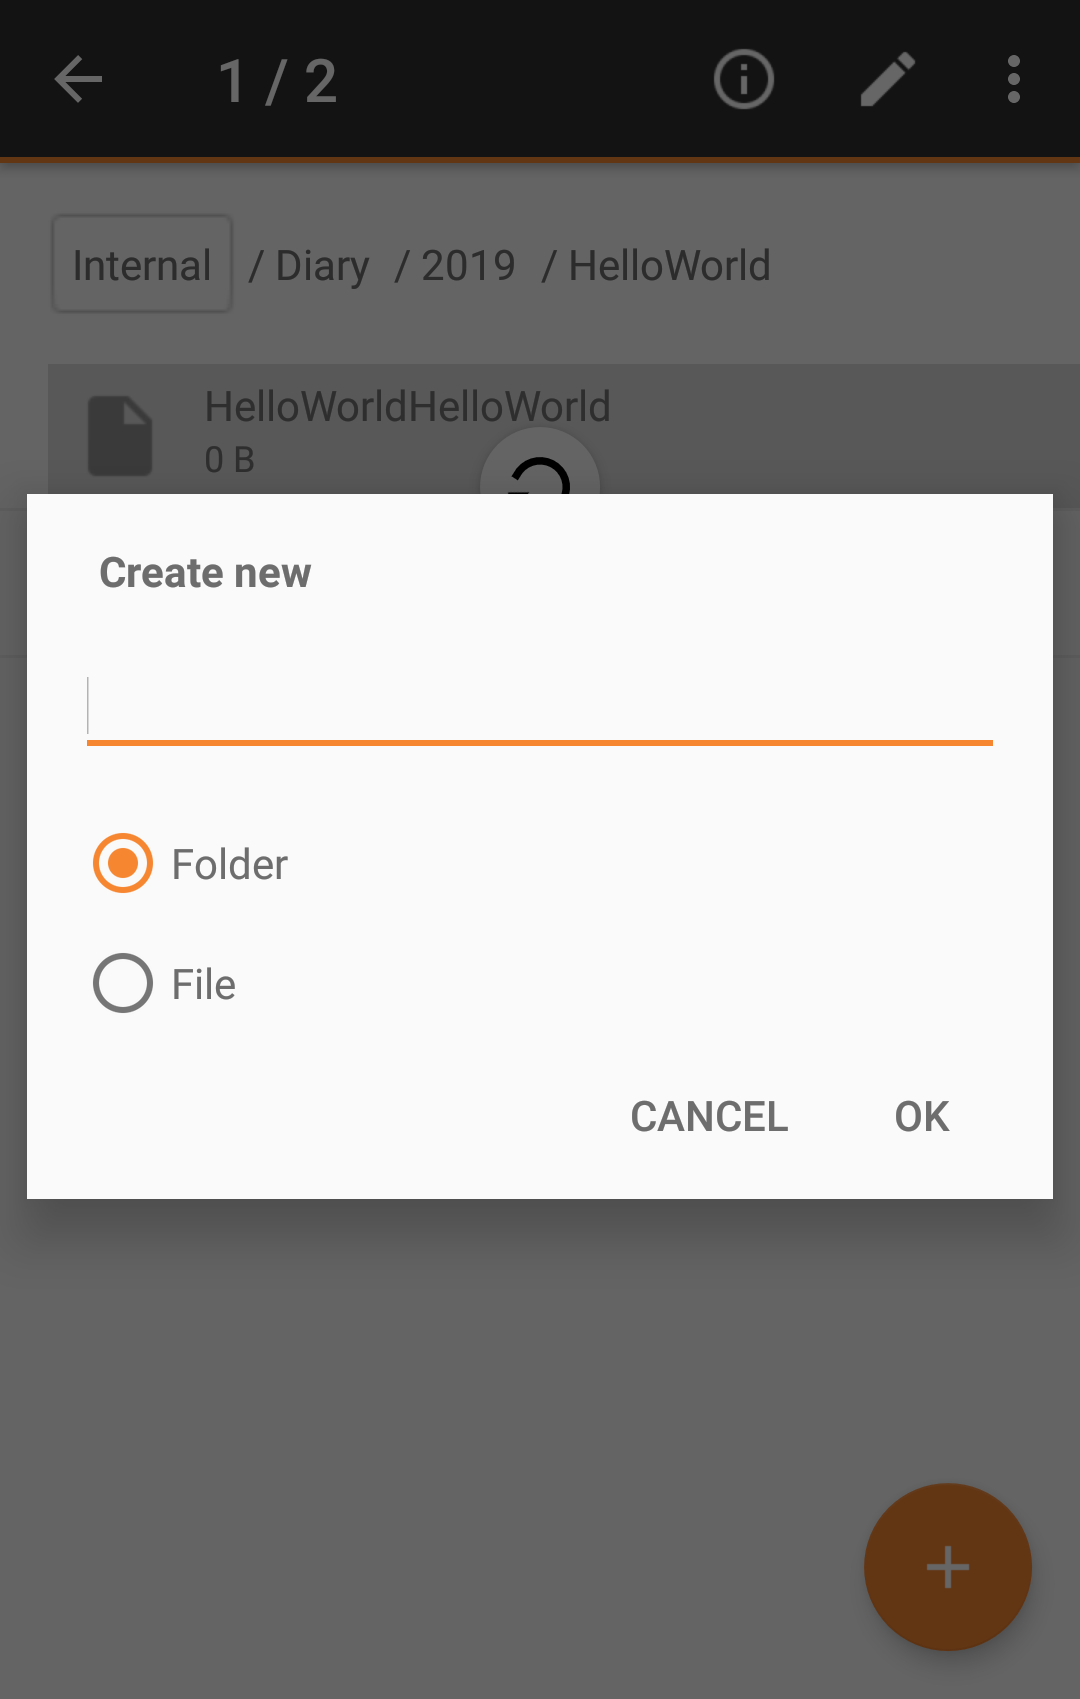 1 / 2
Internal / Diary / 2019 / HelloWorld
HelloWorldHelloWorld
0 B
Create new
Folder
File
CANCEL OK